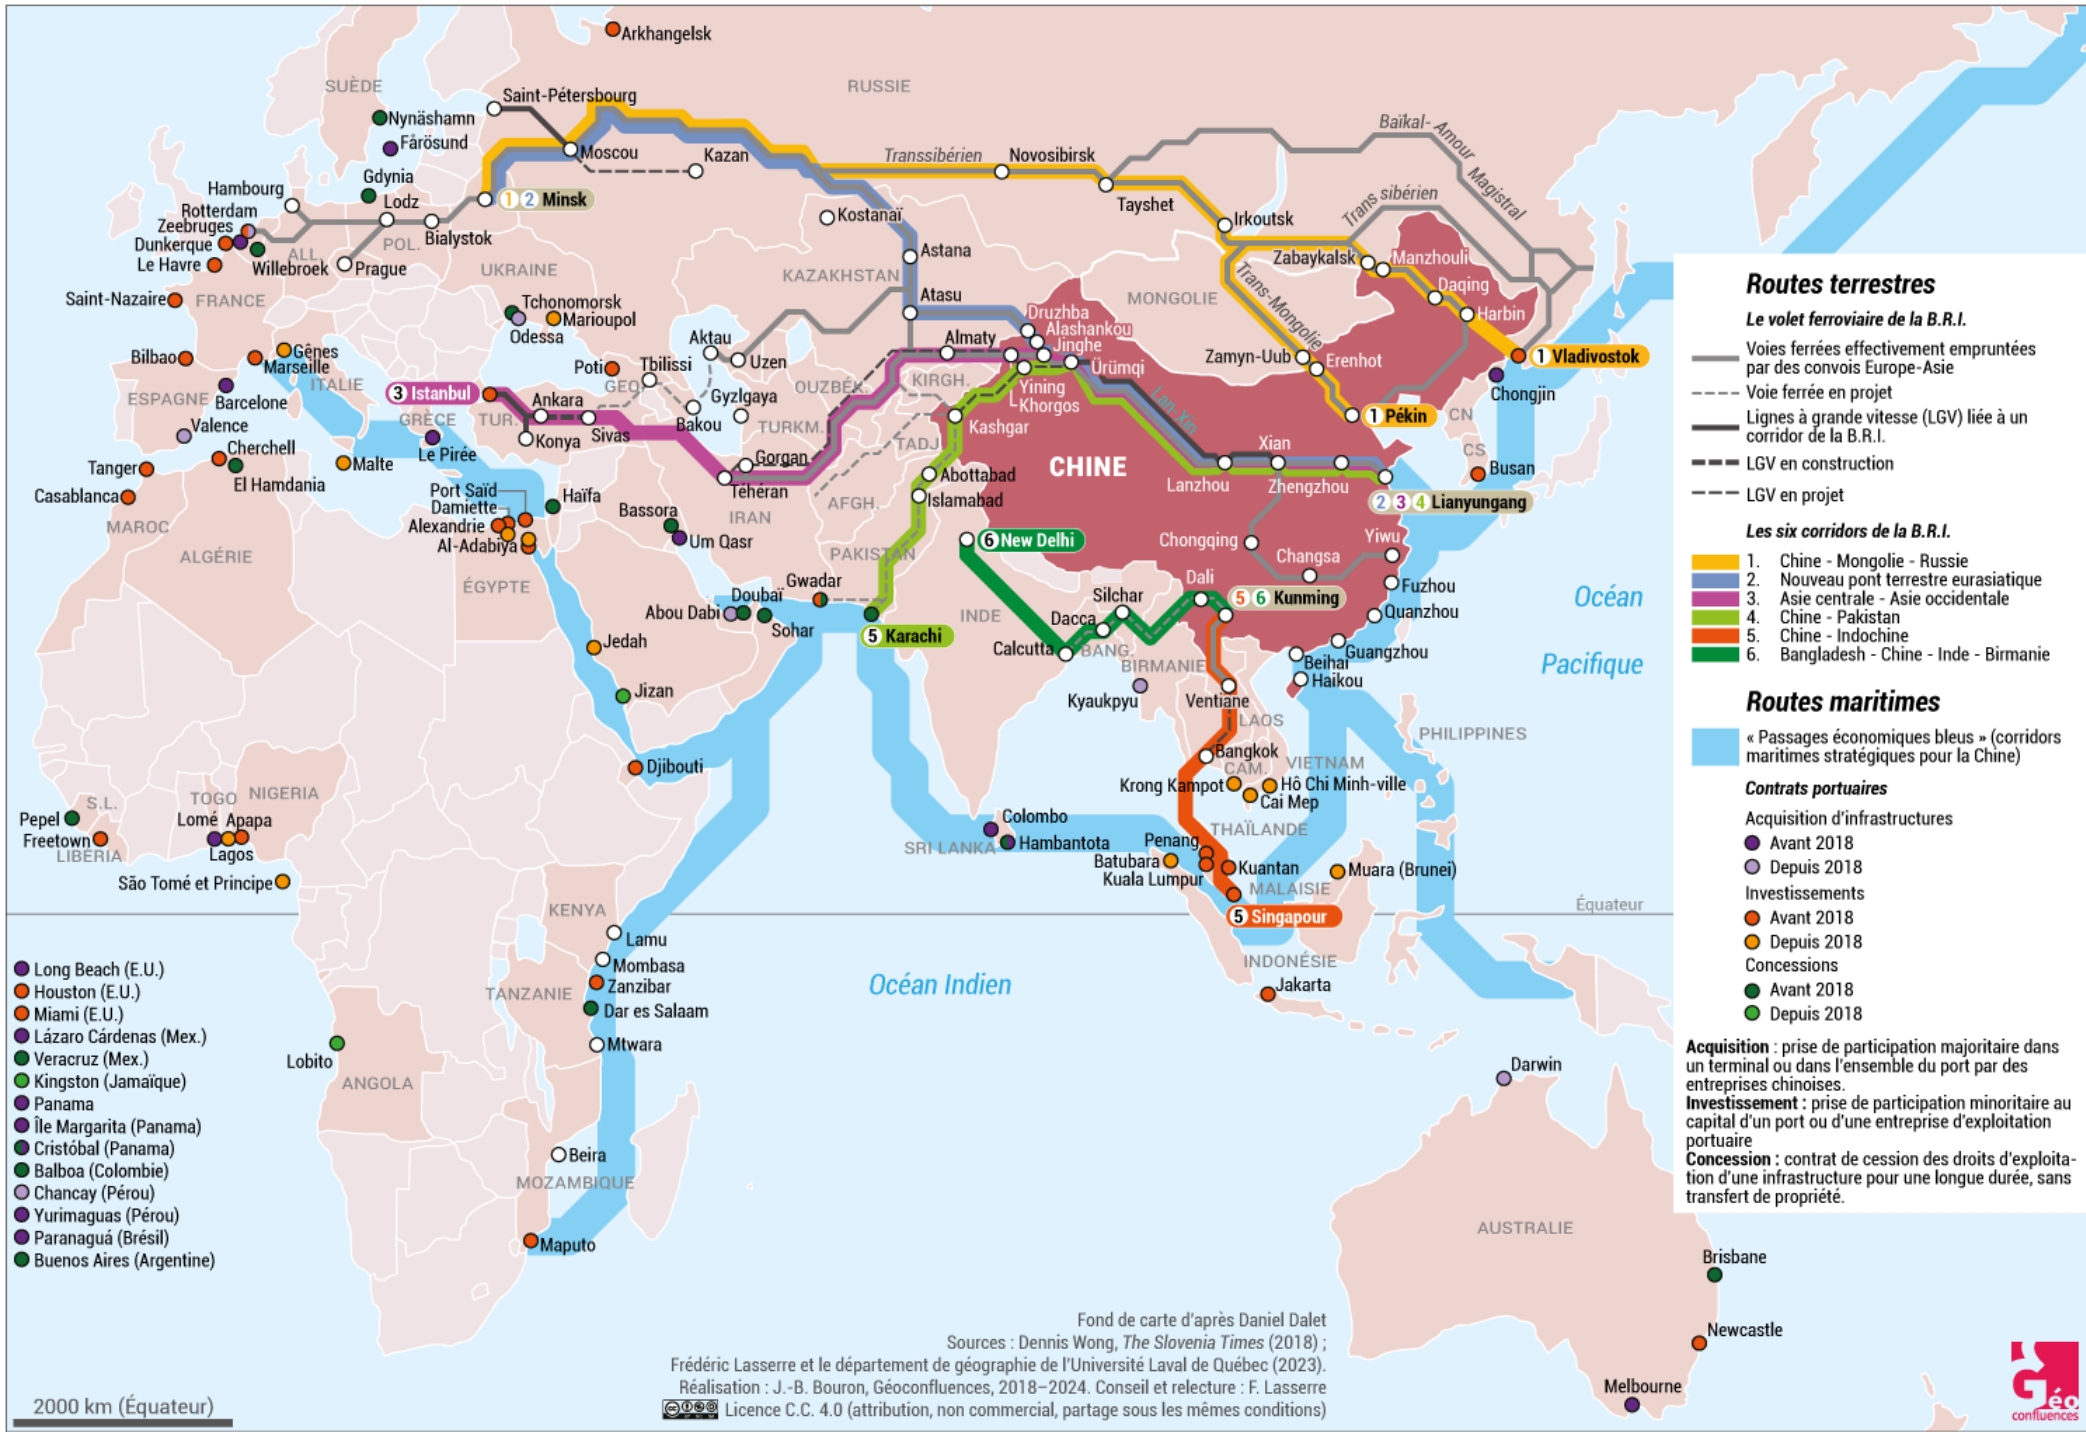 Arkhangelsk
SUÈDE
RUSSIE
Saint-Pétersbourg
Nynäshamn
Fårösund
Moscou
Kazan
Transsibérien
Novosibirsk
Baïkal- Amour Magistral
Gdynia
Hambourg
Lodz
1 2 Minsk
Tayshet
Trans sibérien
Rotterdam
Zeebruges
Dunkerque
Le Havre
Willebroek
ALL.
POL.
Bialystok
Prague
Kostanaï
Irkoutsk
Zabaykalsk
Manzhouli
UKRAINE
Astana
KAZAKHSTAN
Daqing
Saint-Nazaire
FRANCE
Tchonomorsk
Marioupol
Odessa
Atasu
Druzhba
Alashankou
Jinghe
MONGOLIE
Trans-Mongolie
Harbin
Bilbao
Gênes
Marseille
ITALIE
Poti
Tbilissi
Aktau
Uzen
Almaty
Ürümqi
Zamyn-Uub
Erenhot
1 Vladivostok
Chongjin
ESPAGNE
Barcelone
3 Istanbul
GEO.
OUZBÉK.
KIRGH.
Yining
Khorgos
Lan-Xin
1 Pékin
CN
Valence
GRÈCE
TUR.
Ankara
Konya
Sivas
Bakou
Gyzlgaya
TURKM.
TADJ.
Kashgar
Cherchell
El Hamdania
Le Pirée
Malte
Gorgan
Téhéran
CHINE
Xian
CS
Busan
Tanger
Casablanca
Abottabad
Islamabad
Lanzhou
Zhengzhou
2 3 4 Lianyungang
MAROC
ALGÉRIE
Port Saïd
Damiette
Alexandrie
Al-Adabiya
Haïfa
Bassora
Um Qasr
IRAN
AFGH.
PAKISTAN
6 New Delhi
Chongqing
Changsa
Yiwu
ÉGYPTE
Gwadar
Abou Dabi
Doubaï
Sohar
5 Karachi
INDE
Silchar
Dacca
Calcutta
BANG.
Dali
5 6 Kunming
Fuzhou
Quanzhou
Guangzhou
Océan
Pacifique
Jedah
Jizan
BIRMANIE
Kyaukpyu
Ventiane
LAOS
Beihai
Haikou
PHILIPPINES
Djibouti
Bangkok
CAM.
VIETNAM
Krong Kampot
Hô Chi Minh-ville
Cai Mep
S.L.
Pepel
Freetown
LIBÉRIA
TOGO
NIGERIA
Lomé
Apapa
Lagos
São Tomé et Principe
Colombo
Hambantota
SRI LANKA
THAÏLANDE
Penang
Batubara
Kuala Lumpur
Kuantan
MALAISIE
Muara (Brunei)
5 Singapour
Équateur
KENYA
Lamu
Mombasa
Zanzibar
TANZANIE
Dar es Salaam
Mtwara
Océan Indien
INDONÉSIE
Jakarta
Lobito
ANGOLA
Beira
MOZAMBIQUE
Maputo
Darwin
AUSTRALIE
Brisbane
Newcastle
Melbourne
Long Beach (E.U.)
Houston (E.U.)
Miami (E.U.)
Lázaro Cárdenas (Mex.)
Veracruz (Mex.)
Kingston (Jamaïque)
Panama
Île Margarita (Panama)
Cristóbal (Panama)
Balboa (Colombie)
Chancay (Pérou)
Yurimaguas (Pérou)
Paranaguá (Brésil)
Buenos Aires (Argentine)
2000 km (Équateur)
Fond de carte d'après Daniel Dalet
Sources : Dennis Wong, The Slovenia Times (2018) ;
Frédéric Lasserre et le département de géographie de l'Université Laval de Québec (2023).
Réalisation : J.-B. Bouron, Géoconfluences, 2018–2024. Conseil et relecture : F. Lasserre
Licence C.C. 4.0 (attribution, non commercial, partage sous les mêmes conditions)
Routes terrestres
Le volet ferroviaire de la B.R.I.
Voies ferrées effectivement empruntées
par des convois Europe-Asie
Voie ferrée en projet
Lignes à grande vitesse (LGV) liée à un
corridor de la B.R.I.
LGV en construction
LGV en projet
Les six corridors de la B.R.I.
1. Chine - Mongolie - Russie
2. Nouveau pont terrestre eurasiatique
3. Asie centrale - Asie occidentale
4. Chine - Pakistan
5. Chine - Indochine
6. Bangladesh - Chine - Inde - Birmanie
Routes maritimes
« Passages économiques bleus » (corridors
maritimes stratégiques pour la Chine)
Contrats portuaires
Acquisition d'infrastructures
Avant 2018
Depuis 2018
Investissements
Avant 2018
Depuis 2018
Concessions
Avant 2018
Depuis 2018
Acquisition : prise de participation majoritaire dans
un terminal ou dans l'ensemble du port par des
entreprises chinoises.
Investissement : prise de participation minoritaire au
capital d'un port ou d'une entreprise d'exploitation
portuaire
Concession : contrat de cession des droits d'exploita-
tion d'une infrastructure pour une longue durée, sans
transfert de propriété.
Géo
confluences